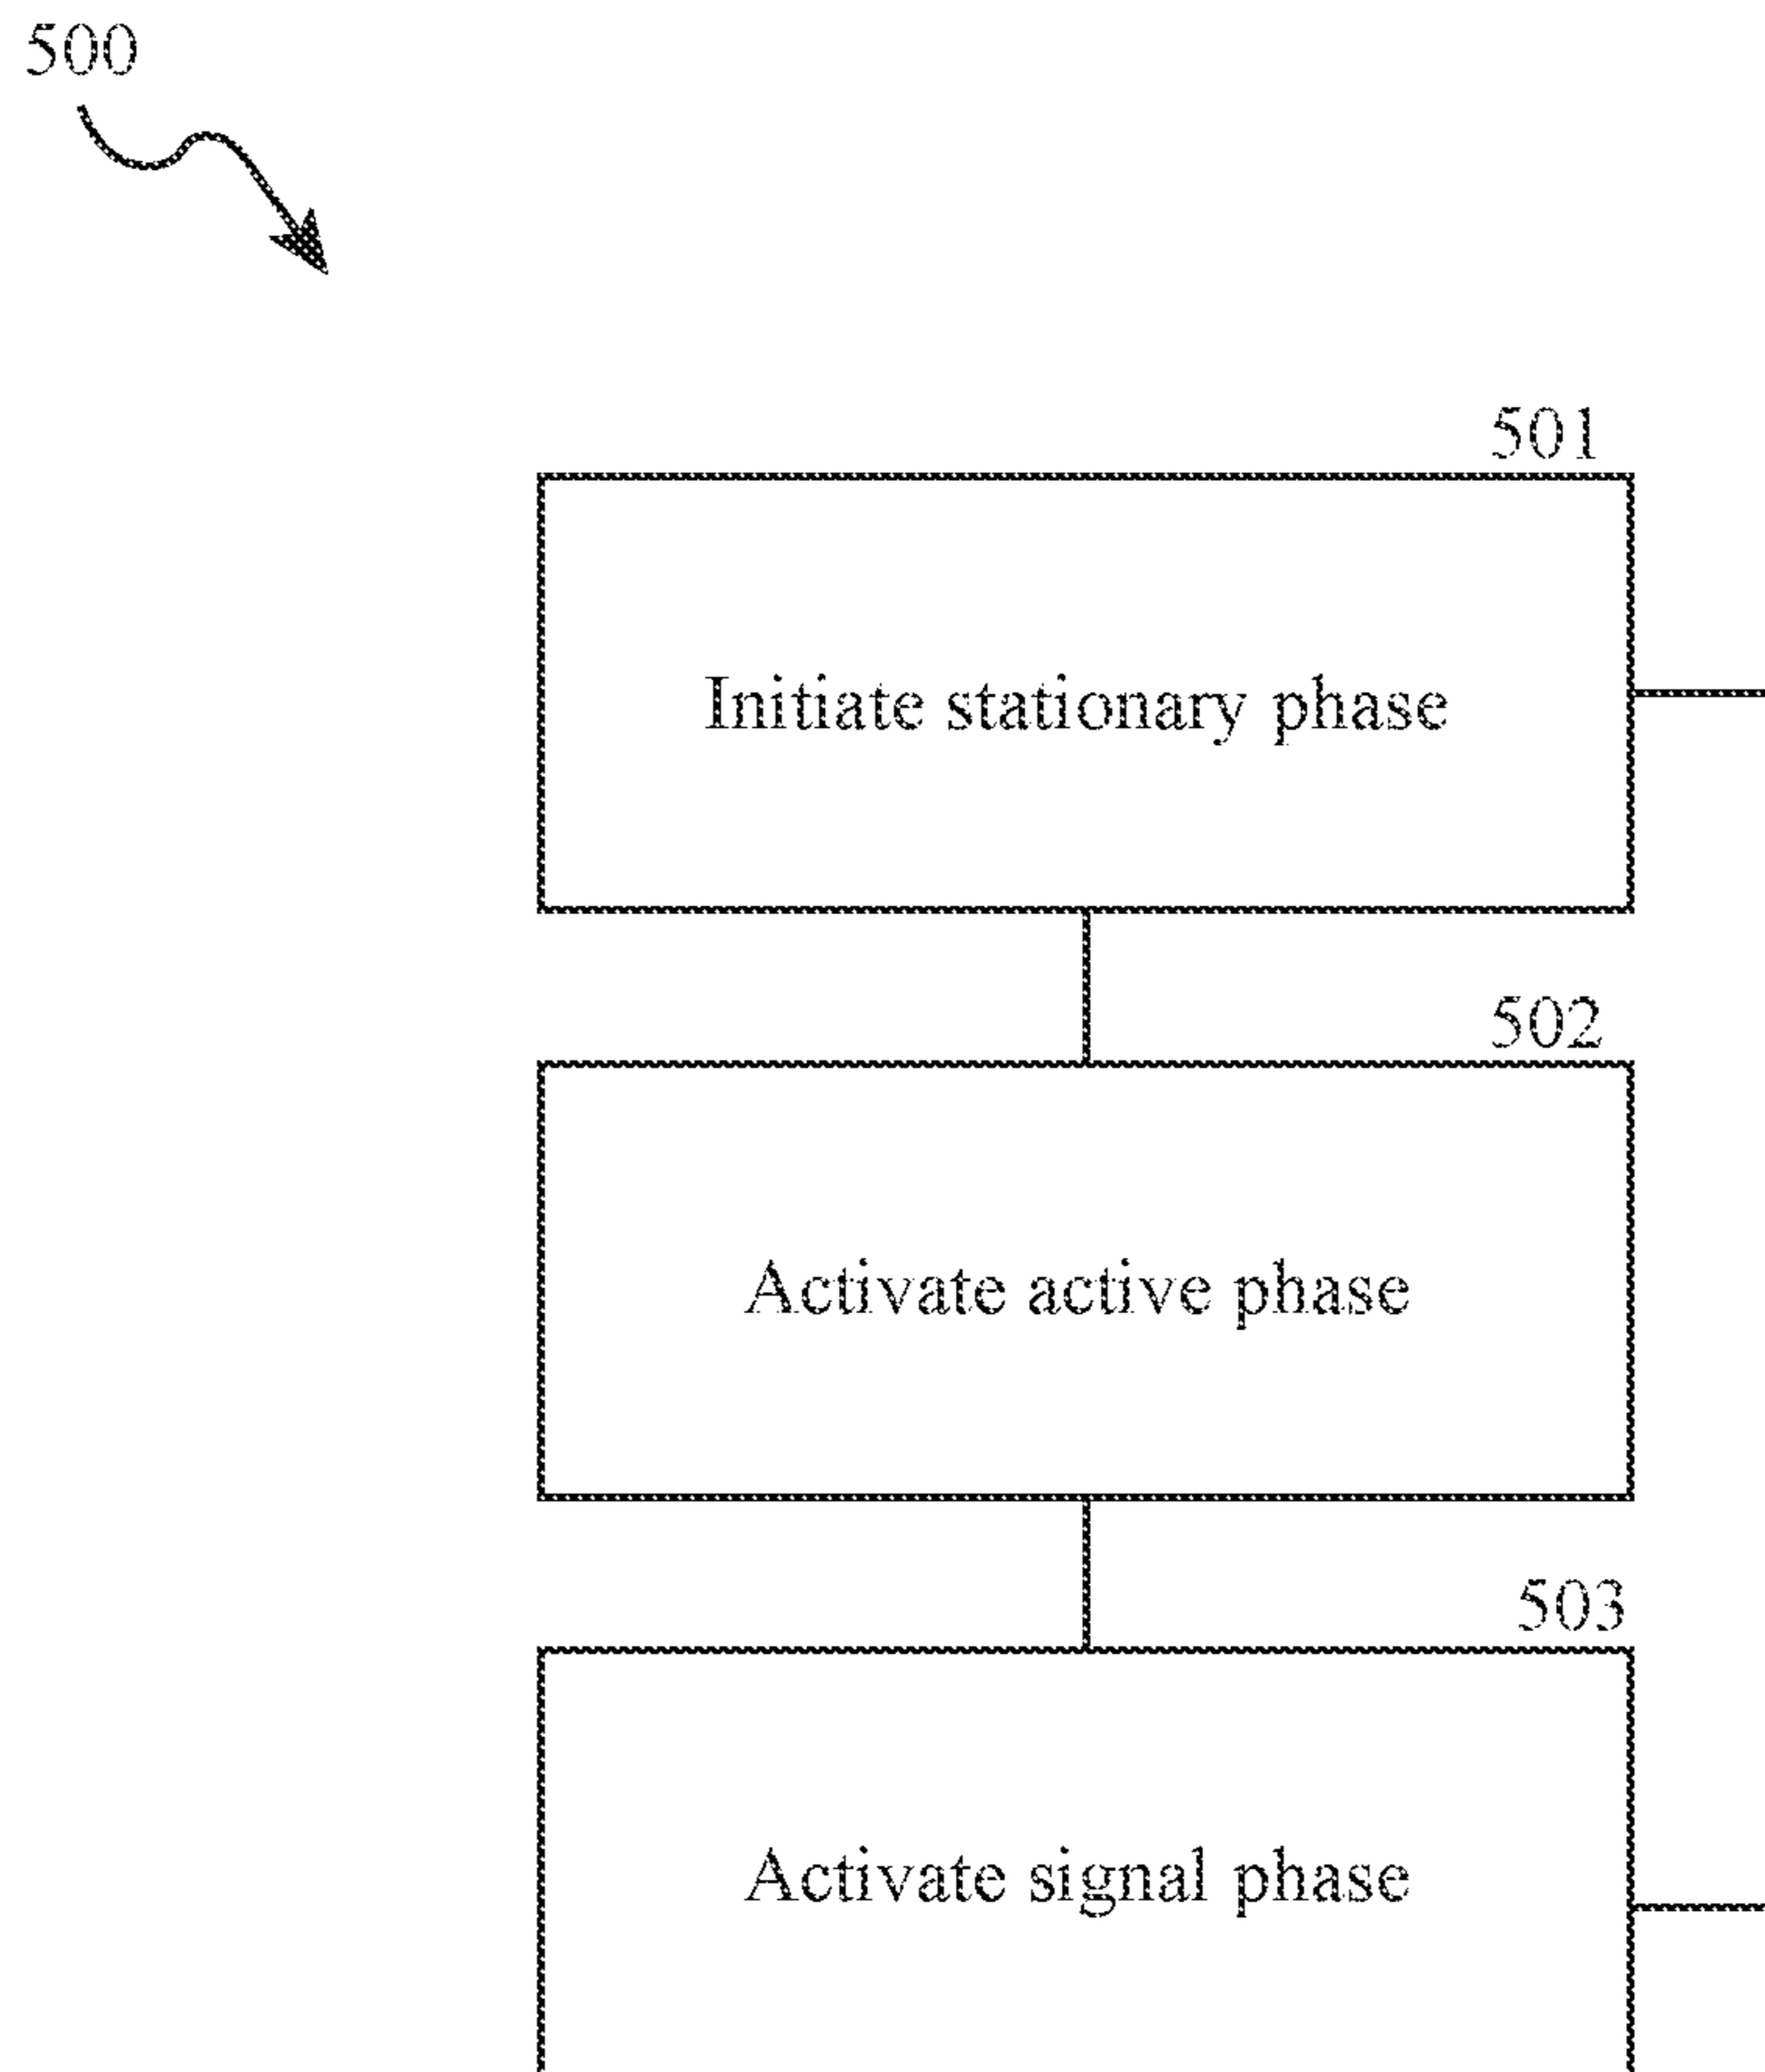 500
501
Initiate stationary phase
502
Activate active phase
503
Activate signal phase